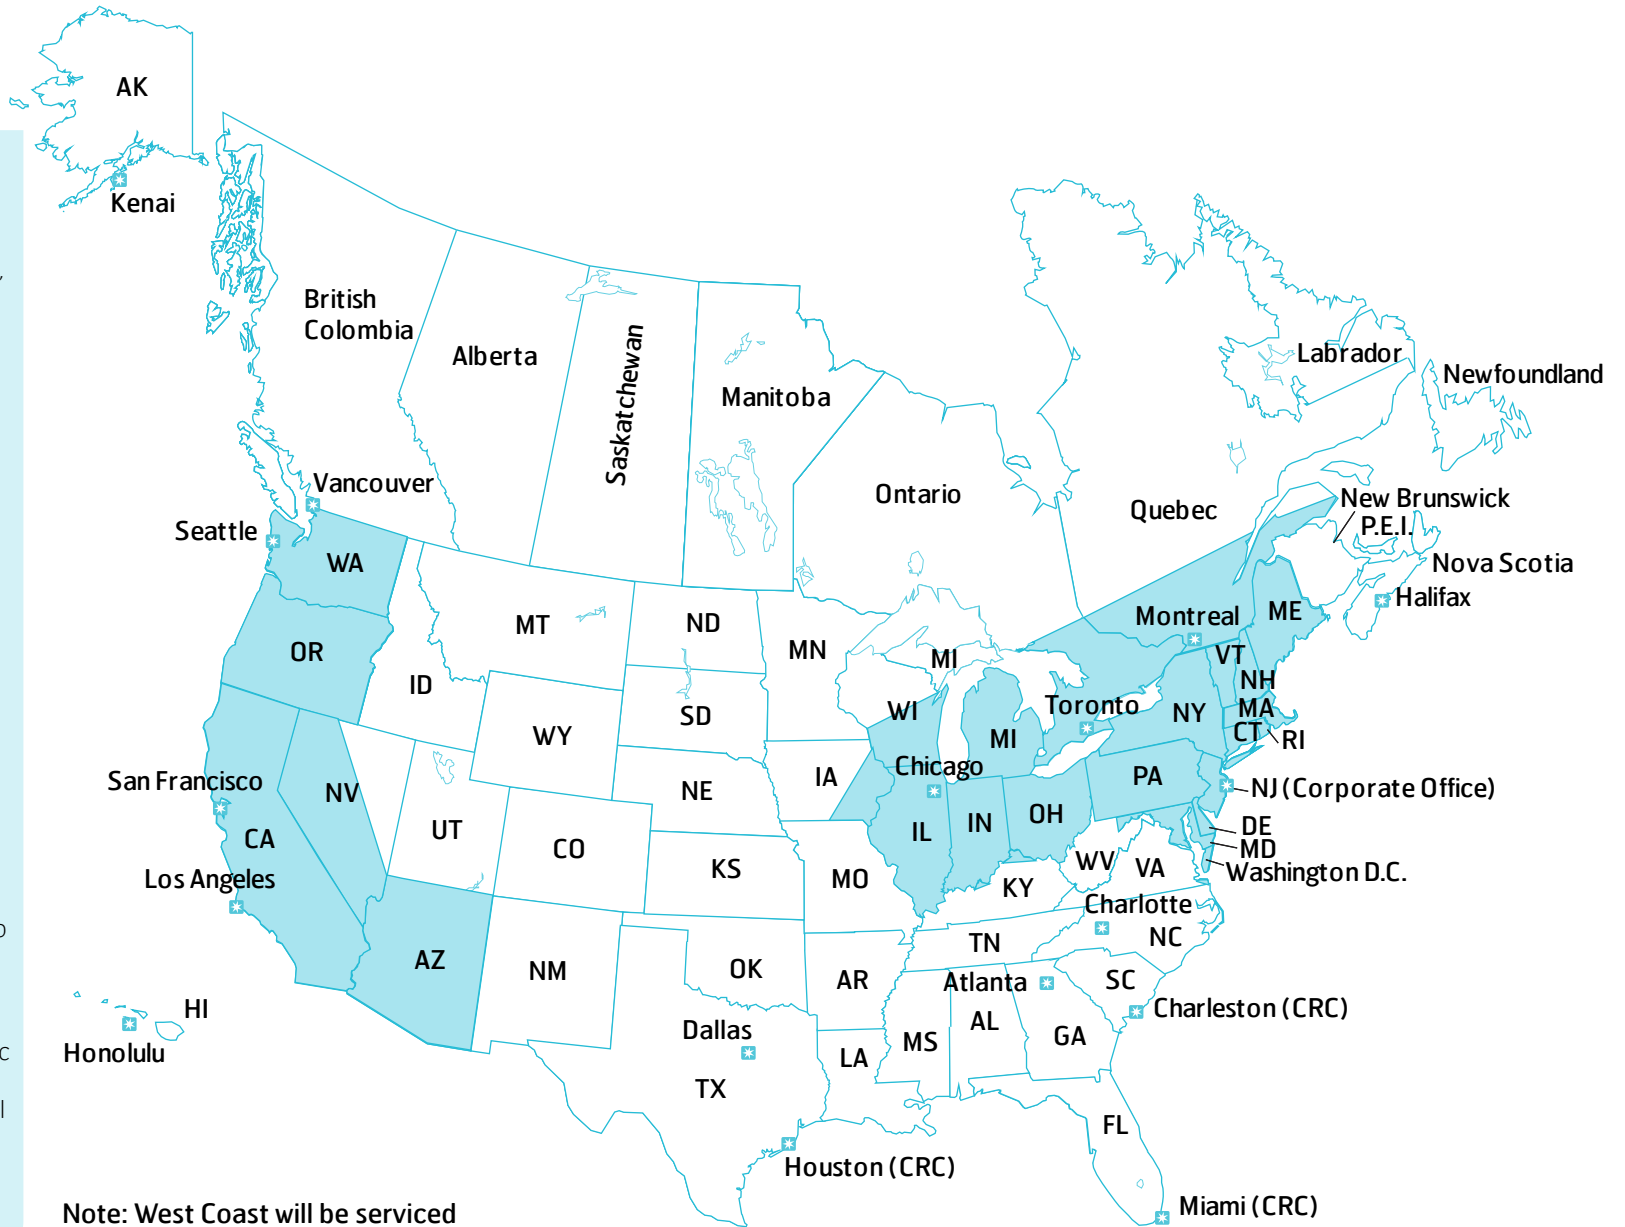 AK
Kenai
British
Colombia
Alberta
Saskatchewan
Manitoba
Ontario
Quebec
Labrador
Newfoundland
New Brunswick
P.E.I.
Nova Scotia
Halifax
Vancouver
Seattle
WA
OR
ID
MT
ND
MN
MI
Montreal
ME
VT
NH
MA
CT
RI
NY
Toronto
WI
MI
SD
WY
San Francisco
NV
CA
Los Angeles
UT
CO
NE
IA
Chicago
IL
IN
OH
PA
NJ (Corporate Office)
DE
MD
Washington D.C.
KS
MO
KY
WV
VA
Charlotte
NC
TN
AZ
NM
OK
AR
Atlanta
SC
Charleston (CRC)
HI
Honolulu
Dallas
TX
LA
MS
AL
GA
FL
Houston (CRC)
Miami (CRC)
Note: West Coast will be serviced